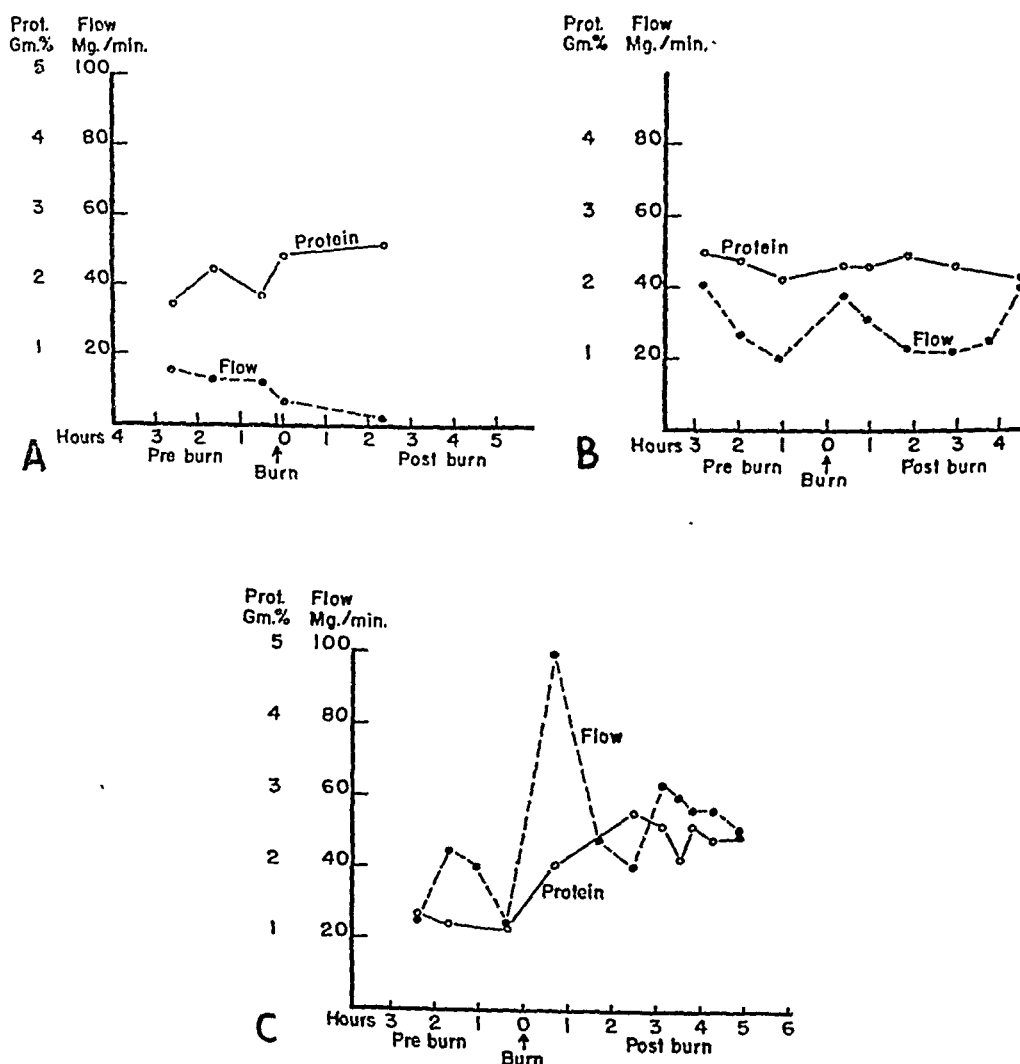 Prot. Flow
Gm.% Mg./min.
5 100
4 80
3 60
Protein
2 40
1 20
Flow
Hours 4 3 2 1 0 1 2 3 4 5
Pre burn Post burn
Burn
A
Prot. Flow
Gm.% Mg./min.
4 80
3 60
Protein
2 40
Flow
1 20
Hours 3 2 1 0 1 2 3 4
Pre burn Post burn
Burn
B
Prot. Flow
Gm.% Mg./min.
5 100
4 80
Flow
3 60
2 40
Protein
1 20
Hours 3 2 1 0 1 2 3 4 5 6
Pre burn Post burn
Burn
C